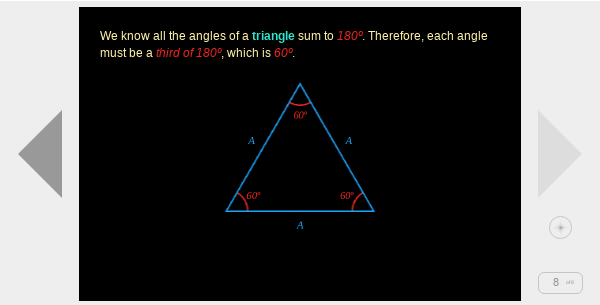 We know all the angles of a triangle sum to 180º. Therefore, each angle
must be a third of 180º, which is 60º.
60º
A
A
60º
60º
A
8